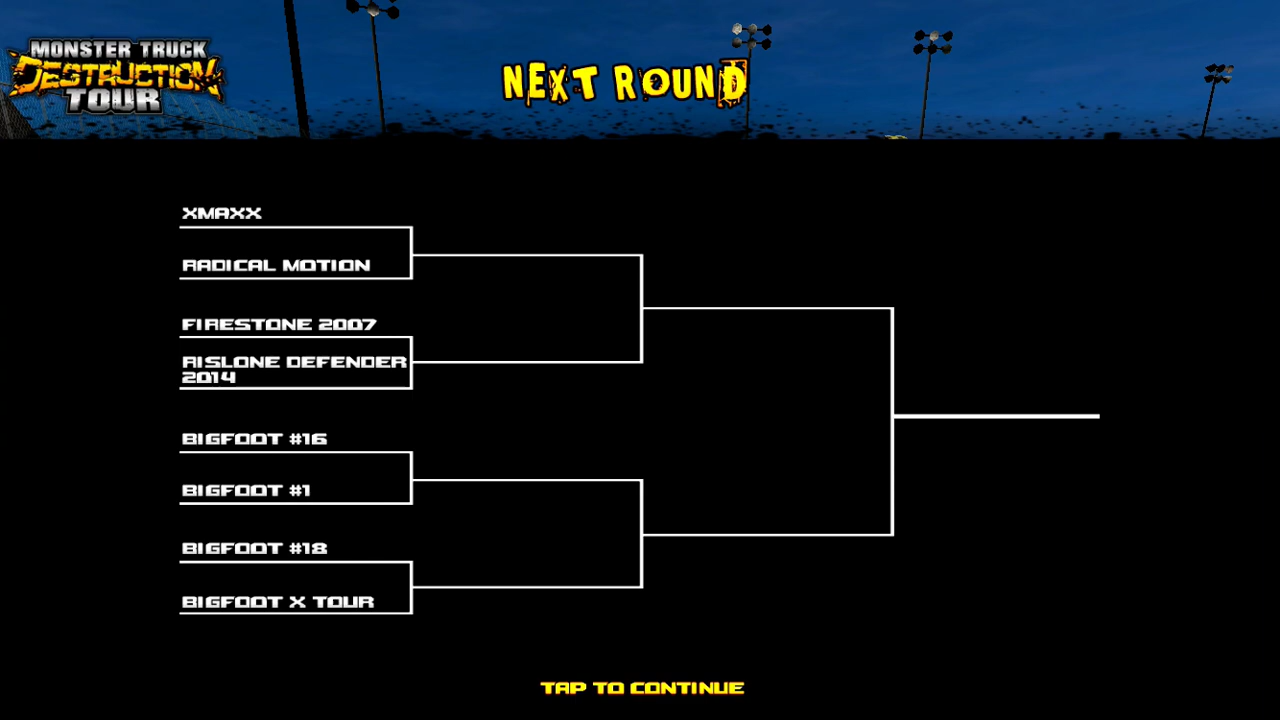 MONSTER TRUCK
DESTRUCTION
TOUR
NEXT ROUND
XMAXX
RADICAL MOTION
FIRESTONE 2007
RISLONE DEFENDER
2014
BIGFOOT #16
BIGFOOT #1
BIGFOOT #18
BIGFOOT X TOUR
TAP TO CONTINUE